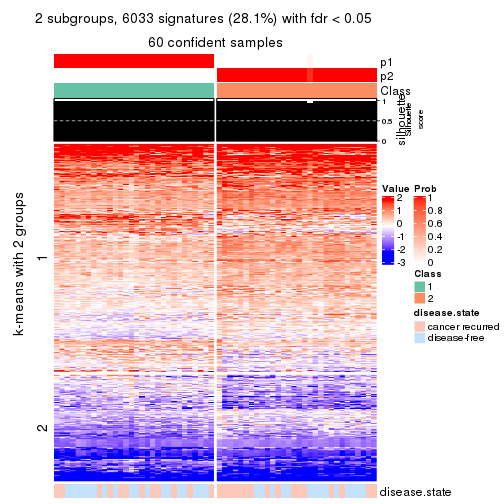 2 subgroups, 6033 signatures (28.1%) with fdr < 0.05
60 confident samples
p1
p2
Class
1
0.5
0
silhouette
Silhouette
score
k-means with 2 groups
1
2
Value
2
1
0
-1
-2
-3
Prob
1
0.8
0.6
0.4
0.2
0
Class
1
2
disease.state
cancer recurred
disease-free
disease.state